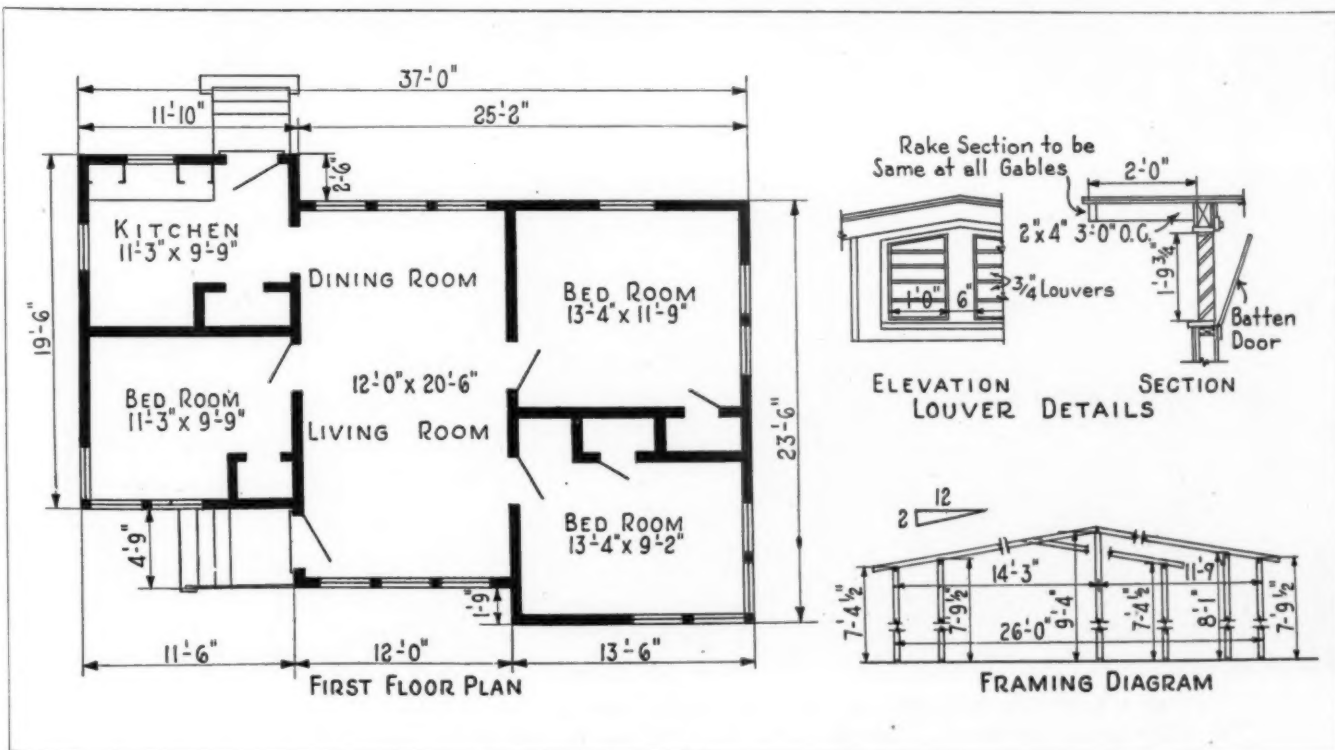 37'-0"
11'-10"
25'-2"
2'-6"
19'-6"
KITCHEN
11'-3" x 9'-9"
DINING ROOM
BED ROOM
13'-4" x 11'-9"
BED ROOM
11'-3" x 9'-9"
12'-0" x 20'-6"
LIVING ROOM
23'-6"
BED ROOM
13'-4" x 9'-2"
4'-9"
1'-9"
11'-6"
12'-0"
13'-6"
FIRST FLOOR PLAN
Rake Section to be
Same at all Gables
2'-0"
2"x4" 3'-0" O.C.
1'-9 3/4"
1'-0"
6"
3/4" Louvers
Batten
Door
ELEVATION
SECTION
LOUVER DETAILS
12
2
14'-3"
11'-9"
7'-4 1/2"
7'-9 1/2"
9'-4"
7'-4 1/2"
8'-1"
7'-9 1/2"
26'-0"
FRAMING DIAGRAM